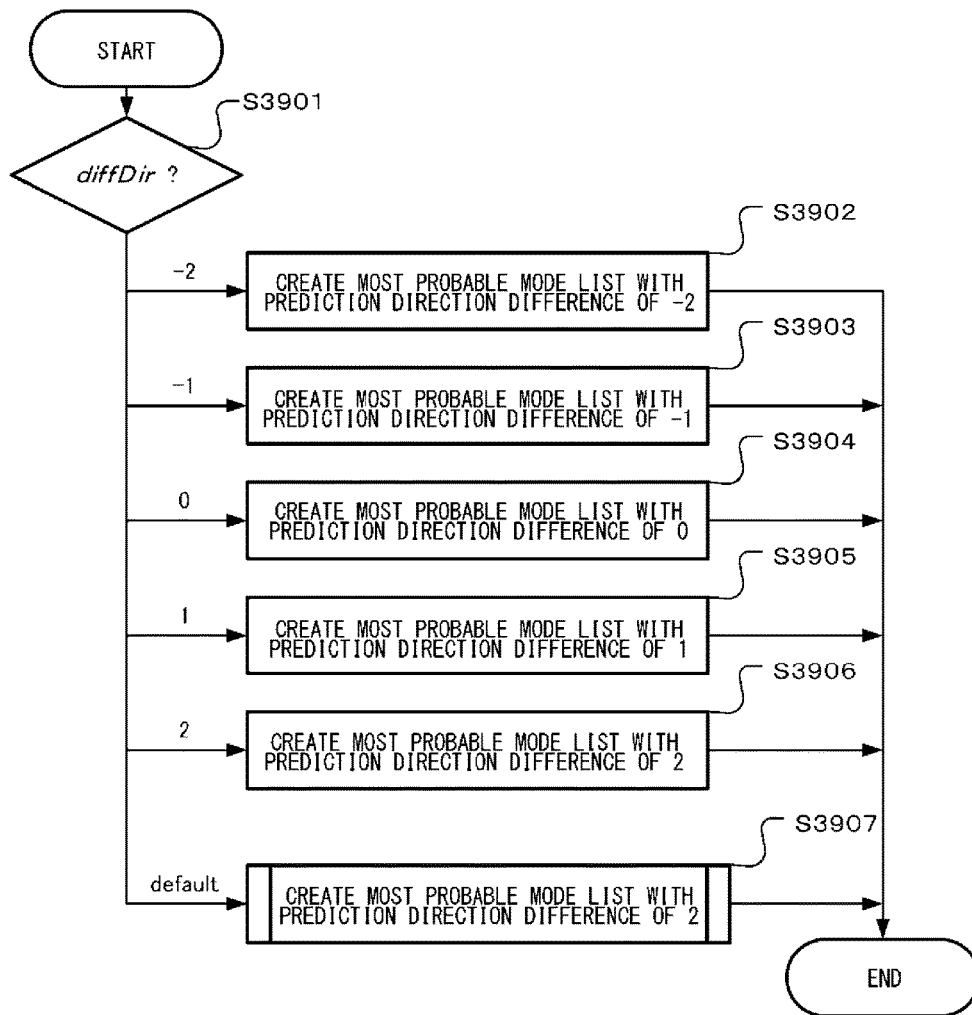 START
S3901
diffDir ?
S3902
-2
CREATE MOST PROBABLE MODE LIST WITH
PREDICTION DIRECTION DIFFERENCE OF -2
S3903
-1
CREATE MOST PROBABLE MODE LIST WITH
PREDICTION DIRECTION DIFFERENCE OF -1
S3904
0
CREATE MOST PROBABLE MODE LIST WITH
PREDICTION DIRECTION DIFFERENCE OF 0
S3905
1
CREATE MOST PROBABLE MODE LIST WITH
PREDICTION DIRECTION DIFFERENCE OF 1
S3906
2
CREATE MOST PROBABLE MODE LIST WITH
PREDICTION DIRECTION DIFFERENCE OF 2
S3907
default
CREATE MOST PROBABLE MODE LIST WITH
PREDICTION DIRECTION DIFFERENCE OF 2
END